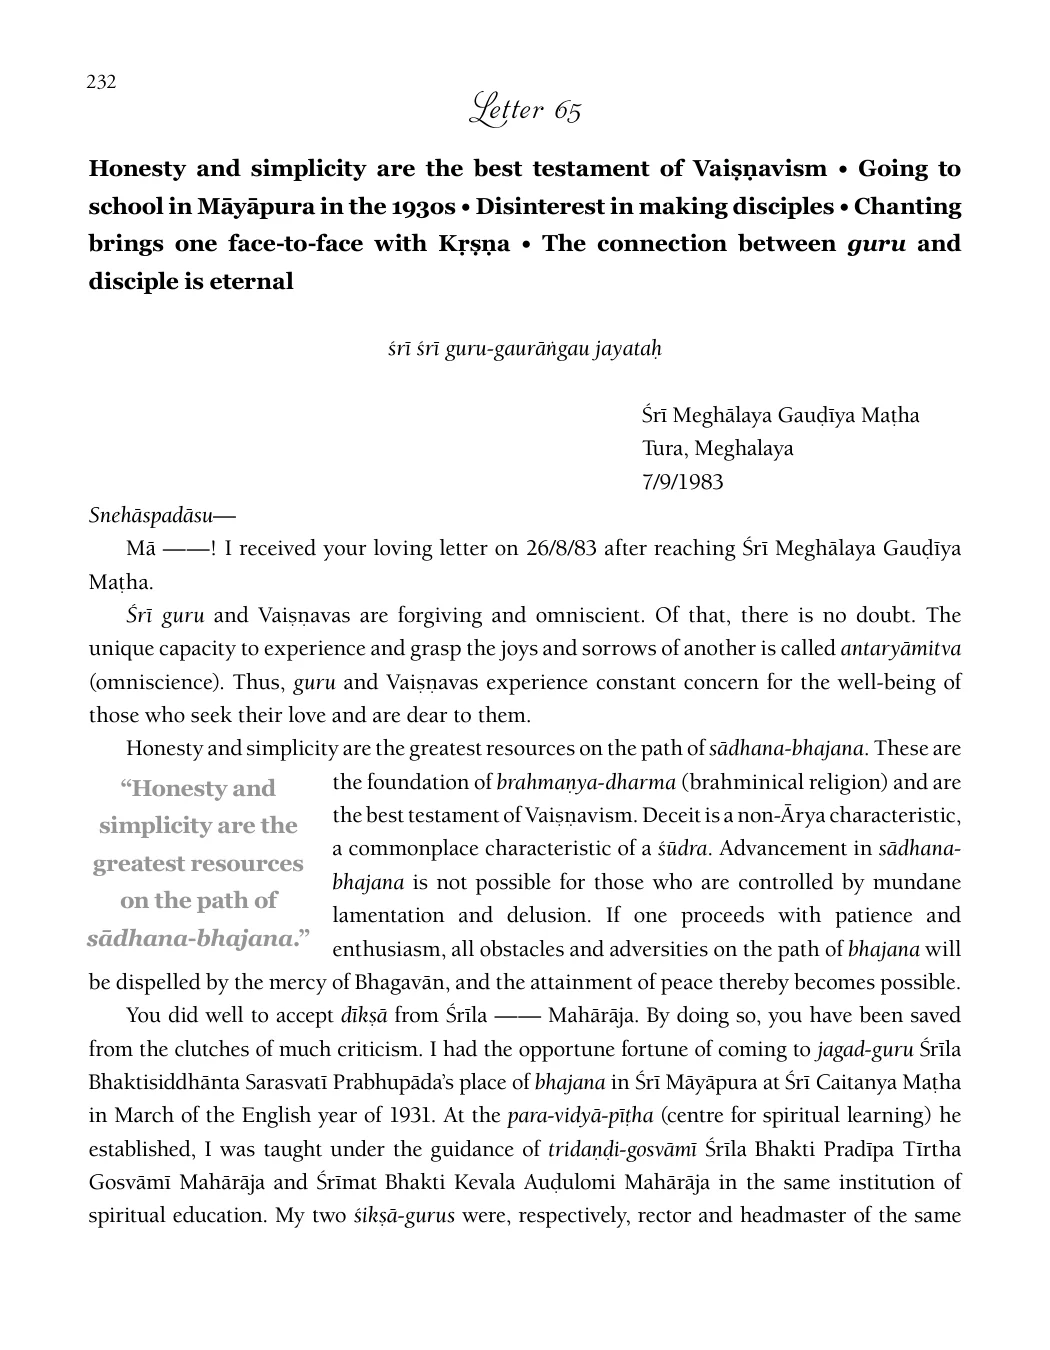 232
Letter 65
Honesty and simplicity are the best testament of Vaiṣṇavism • Going to
school in Māyāpura in the 1930s • Disinterest in making disciples • Chanting
brings one face-to-face with Kṛṣṇa • The connection between guru and
disciple is eternal
śrī śrī guru-gaurāṅgau jayataḥ
Śrī Meghālaya Gauḍīya Maṭha
Tura, Meghalaya
7/9/1983
Snehāspadāsu—
Mā ——! I received your loving letter on 26/8/83 after reaching Śrī Meghālaya Gauḍīya
Maṭha.
Śrī guru and Vaiṣṇavas are forgiving and omniscient. Of that, there is no doubt. The
unique capacity to experience and grasp the joys and sorrows of another is called antaryāmitva
(omniscience). Thus, guru and Vaiṣṇavas experience constant concern for the well-being of
those who seek their love and are dear to them.
Honesty and simplicity are the greatest resources on the path of sādhana-bhajana. These are
the foundation of brahmaṇya-dharma (brahminical religion) and are
the best testament of Vaiṣṇavism. Deceit is a non-Ārya characteristic,
a commonplace characteristic of a śūdra. Advancement in sādhana-
bhajana is not possible for those who are controlled by mundane
lamentation and delusion. If one proceeds with patience and
enthusiasm, all obstacles and adversities on the path of bhajana will
“Honesty and
simplicity are the
greatest resources
on the path of
sādhana-bhajana.”
be dispelled by the mercy of Bhagavān, and the attainment of peace thereby becomes possible.
You did well to accept dīkṣā from Śrīla —— Mahārāja. By doing so, you have been saved
from the clutches of much criticism. I had the opportune fortune of coming to jagad-guru Śrīla
Bhaktisiddhānta Sarasvatī Prabhupāda’s place of bhajana in Śrī Māyāpura at Śrī Caitanya Maṭha
in March of the English year of 1931. At the para-vidyā-pīṭha (centre for spiritual learning) he
established, I was taught under the guidance of tridaṇḍi-gosvāmī Śrīla Bhakti Pradīpa Tīrtha
Gosvāmī Mahārāja and Śrīmat Bhakti Kevala Auḍulomi Mahārāja in the same institution of
spiritual education. My two śikṣā-gurus were, respectively, rector and headmaster of the same